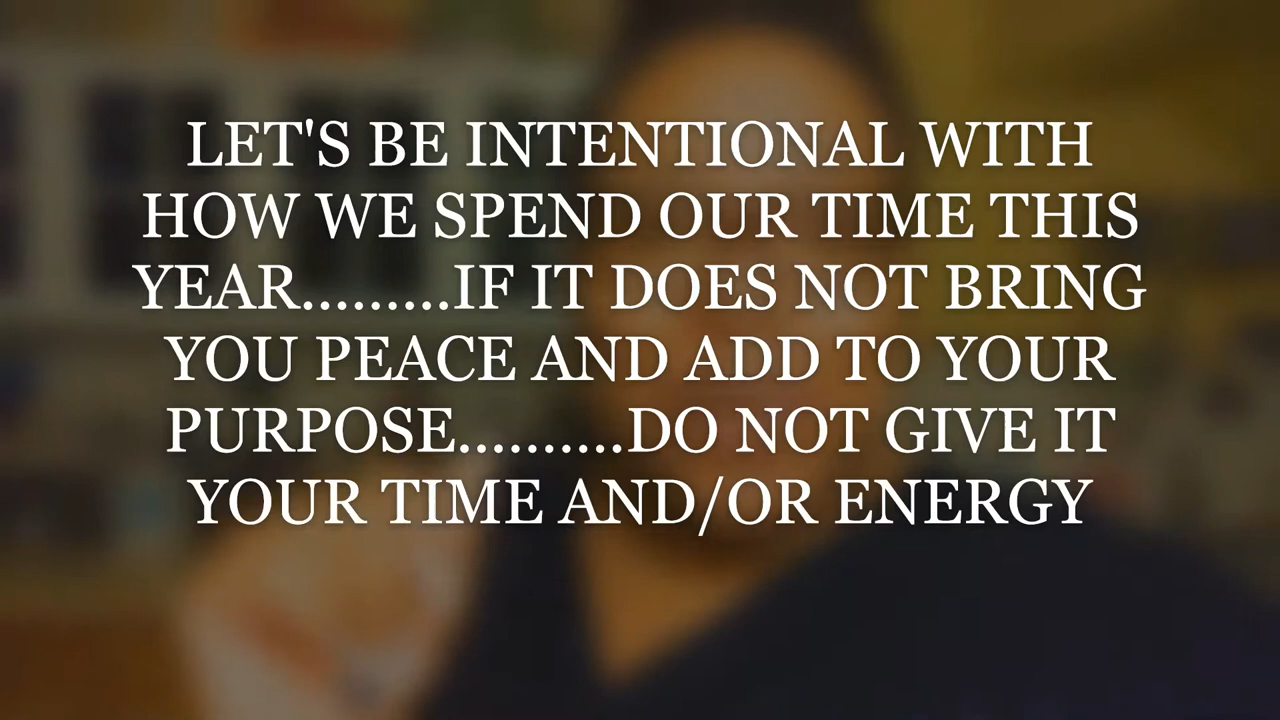 LET'S BE INTENTIONAL WITH
HOW WE SPEND OUR TIME THIS
YEAR.........IF IT DOES NOT BRING
YOU PEACE AND ADD TO YOUR
PURPOSE..........DO NOT GIVE IT
YOUR TIME AND/OR ENERGY